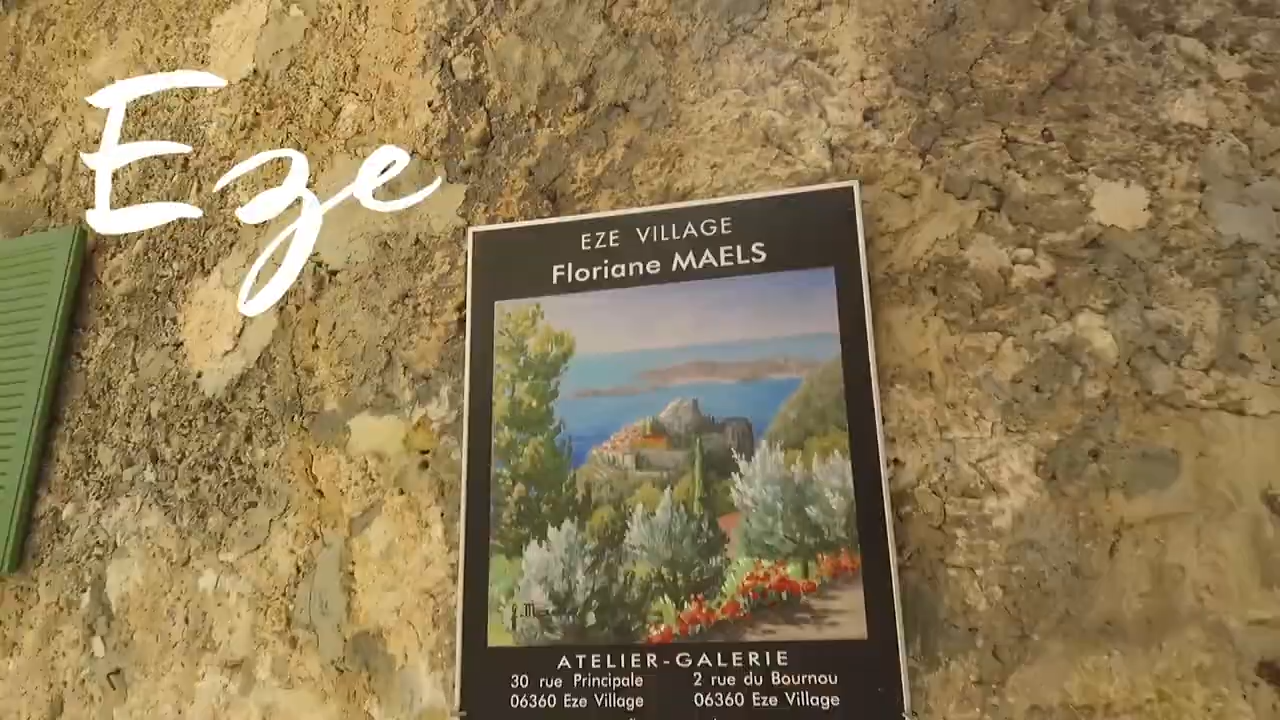 Eze
EZE VILLAGE
Floriane MAELS
ATELIER-GALERIE
30 rue Principale 2 rue du Bournou
06360 Eze Village 06360 Eze Village